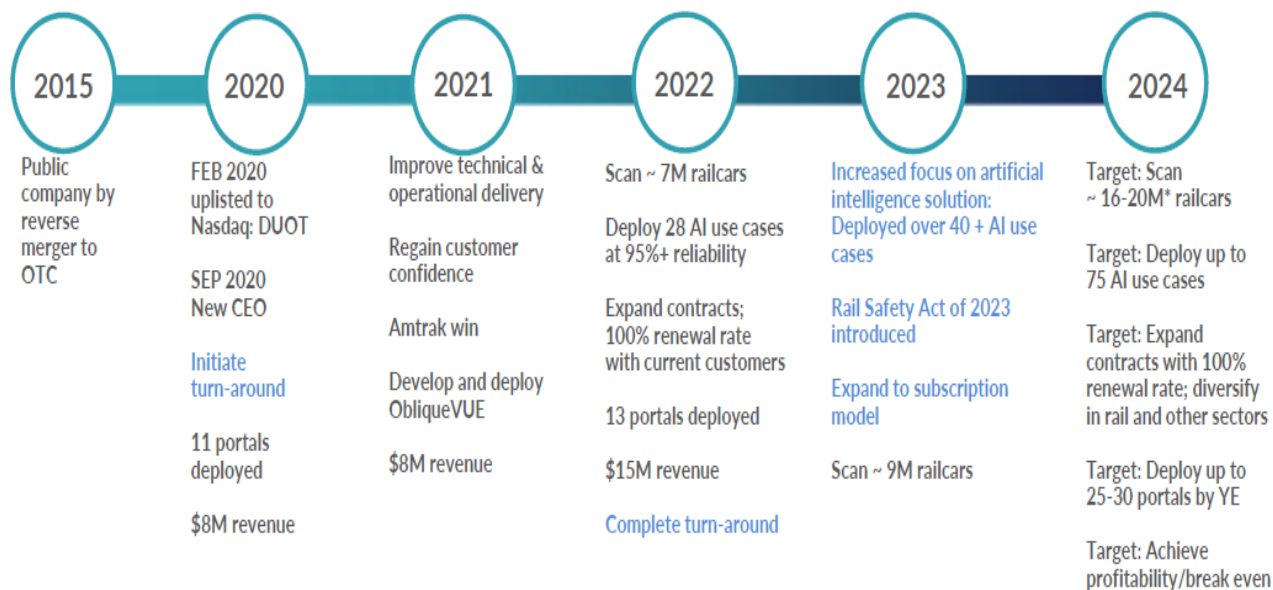 2015
2020
2021
2022
2023
2024
Public
company by
reverse
merger to
OTC
FEB 2020
uplisted to
Nasdaq: DUOT
SEP 2020
New CEO
Initiate
turn-around
11 portals
deployed
$8M revenue
Improve technical &
operational delivery
Regain customer
confidence
Amtrak win
Develop and deploy
ObliqueVUE
$8M revenue
Scan ~ 7M railcars
Deploy 28 AI use cases
at 95%+ reliability
Expand contracts;
100% renewal rate
with current customers
13 portals deployed
$15M revenue
Complete turn-around
Increased focus on artificial
intelligence solution:
Deployed over 40 + AI use
cases
Rail Safety Act of 2023
introduced
Expand to subscription
model
Scan ~ 9M railcars
Target: Scan
~ 16-20M* railcars
Target: Deploy up to
75 AI use cases
Target: Expand
contracts with 100%
renewal rate; diversify
in rail and other sectors
Target: Deploy up to
25-30 portals by YE
Target: Achieve
profitability/break even